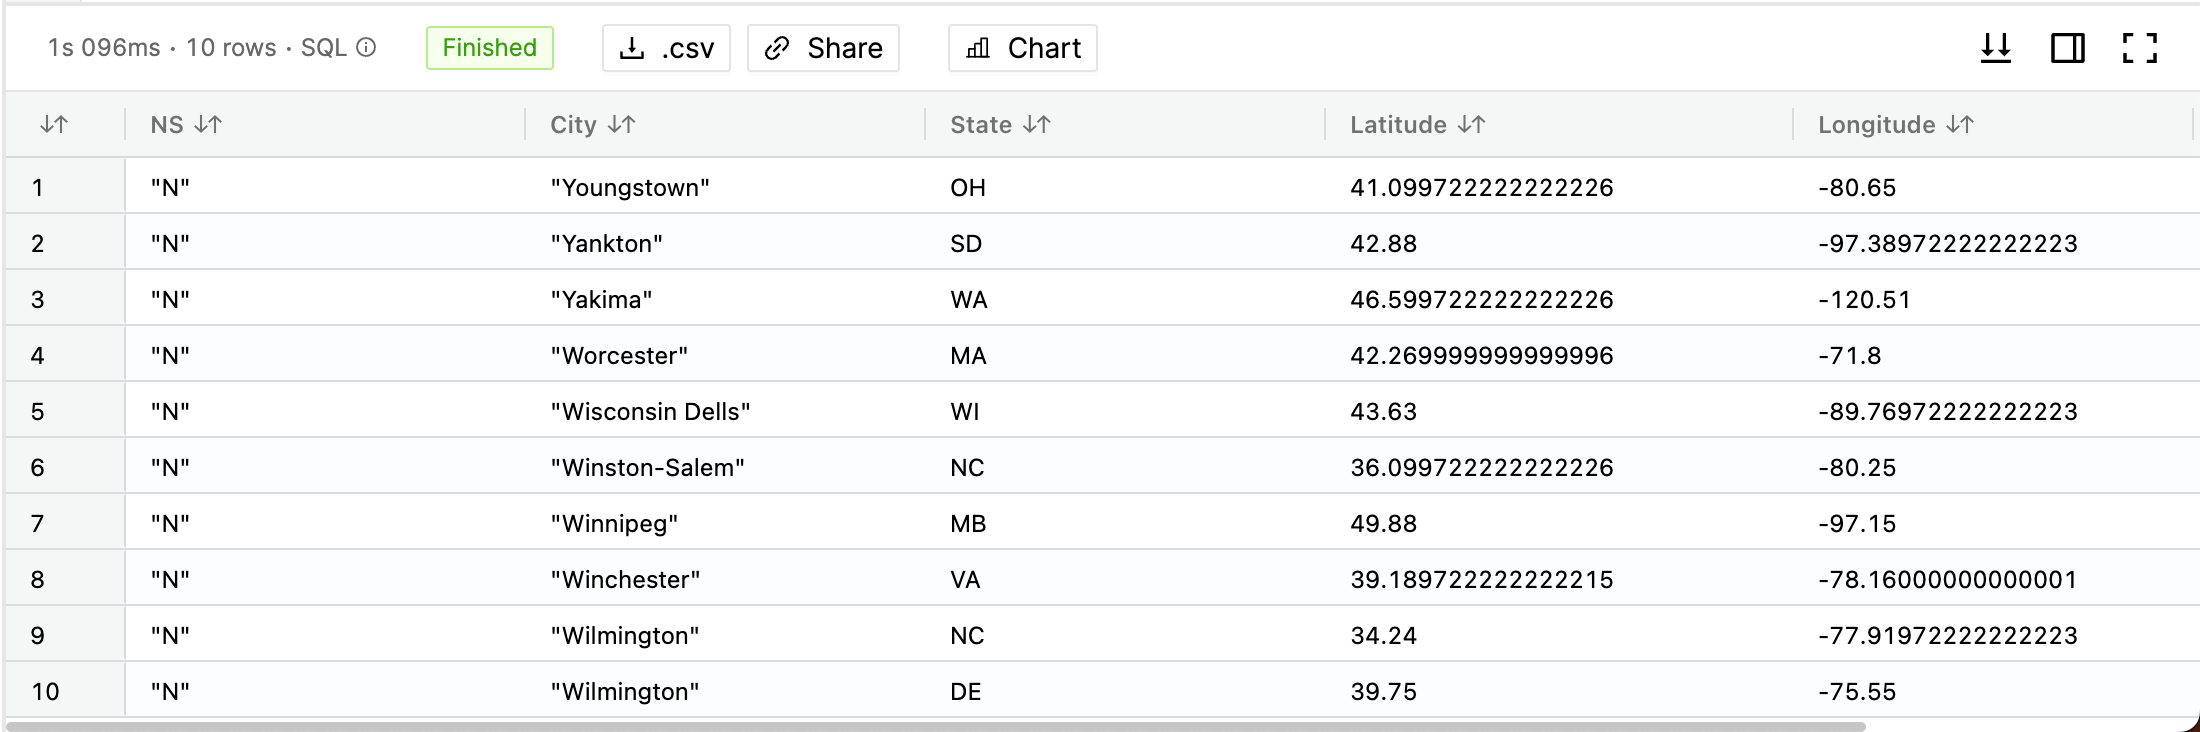 1s 096ms · 10 rows · SQL Finished .csv Share Chart
NS City State Latitude Longitude
1 "N" "Youngstown" OH 41.099722222222226 -80.65
2 "N" "Yankton" SD 42.88 -97.38972222222223
3 "N" "Yakima" WA 46.599722222222226 -120.51
4 "N" "Worcester" MA 42.269999999999996 -71.8
5 "N" "Wisconsin Dells" WI 43.63 -89.76972222222223
6 "N" "Winston-Salem" NC 36.099722222222226 -80.25
7 "N" "Winnipeg" MB 49.88 -97.15
8 "N" "Winchester" VA 39.189722222222215 -78.16000000000001
9 "N" "Wilmington" NC 34.24 -77.91972222222223
10 "N" "Wilmington" DE 39.75 -75.55